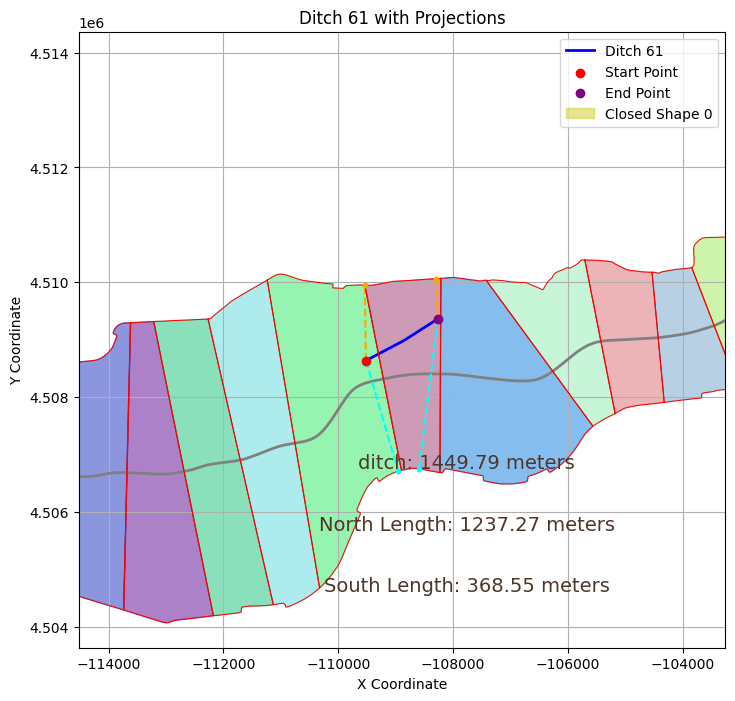 Ditch 61 with Projections
1e6
Ditch 61
Start Point
End Point
Closed Shape 0
4.514
4.512
4.510
4.508
4.506
4.504
Y Coordinate
ditch: 1449.79 meters
North Length: 1237.27 meters
South Length: 368.55 meters
−114000
−112000
−110000
−108000
−106000
−104000
X Coordinate